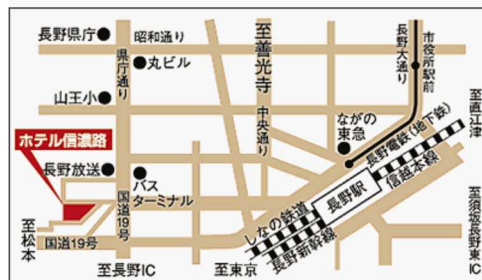 長野県庁
昭和通り
丸ビル
県庁通り
山王小
至善光寺
中央通り
長野大通り
市役所駅前
ながの
東急
長野電鉄(地下鉄)
至直江津
ホテル信濃路
長野放送
バス
ターミナル
国道19号
信越本線
長野駅
しなの鉄道
長野新幹線
至松本
国道19号
至長野IC
至東京
至須坂長野東IC